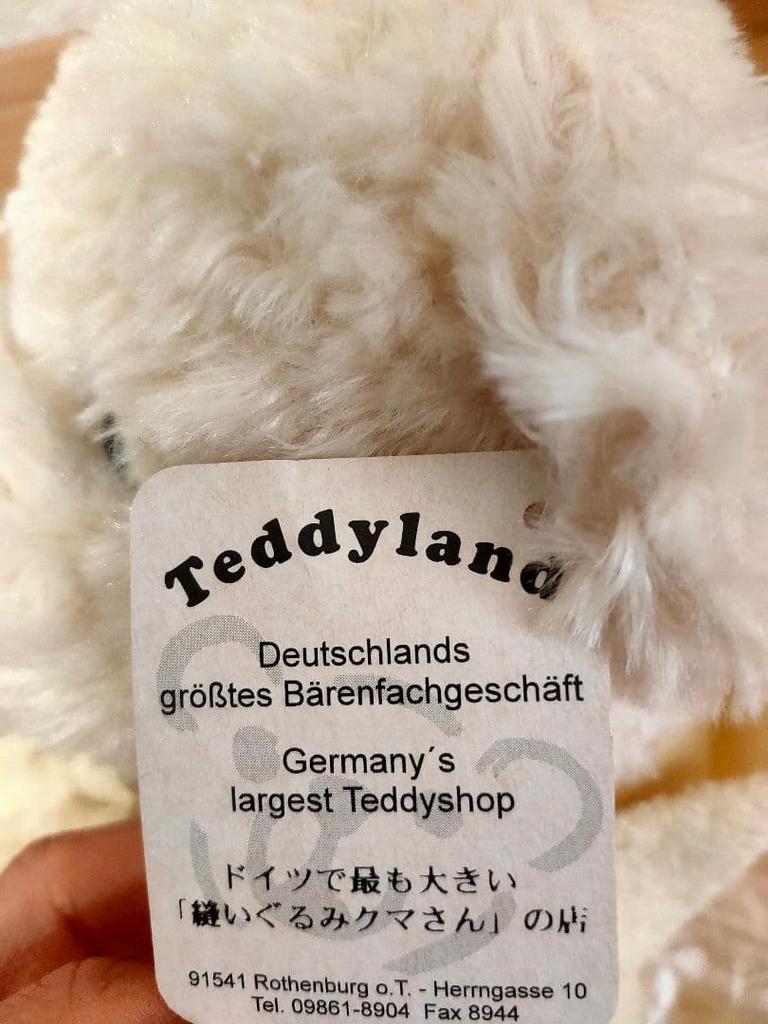 Teddyland
Deutschlands
größtes Bärenfachgeschäft
Germany´s
largest Teddyshop
ドイツで最も大きい
「縫いぐるみクマさん」の店
91541 Rothenburg o.T. - Herrngasse 10
Tel. 09861-8904 Fax 8944